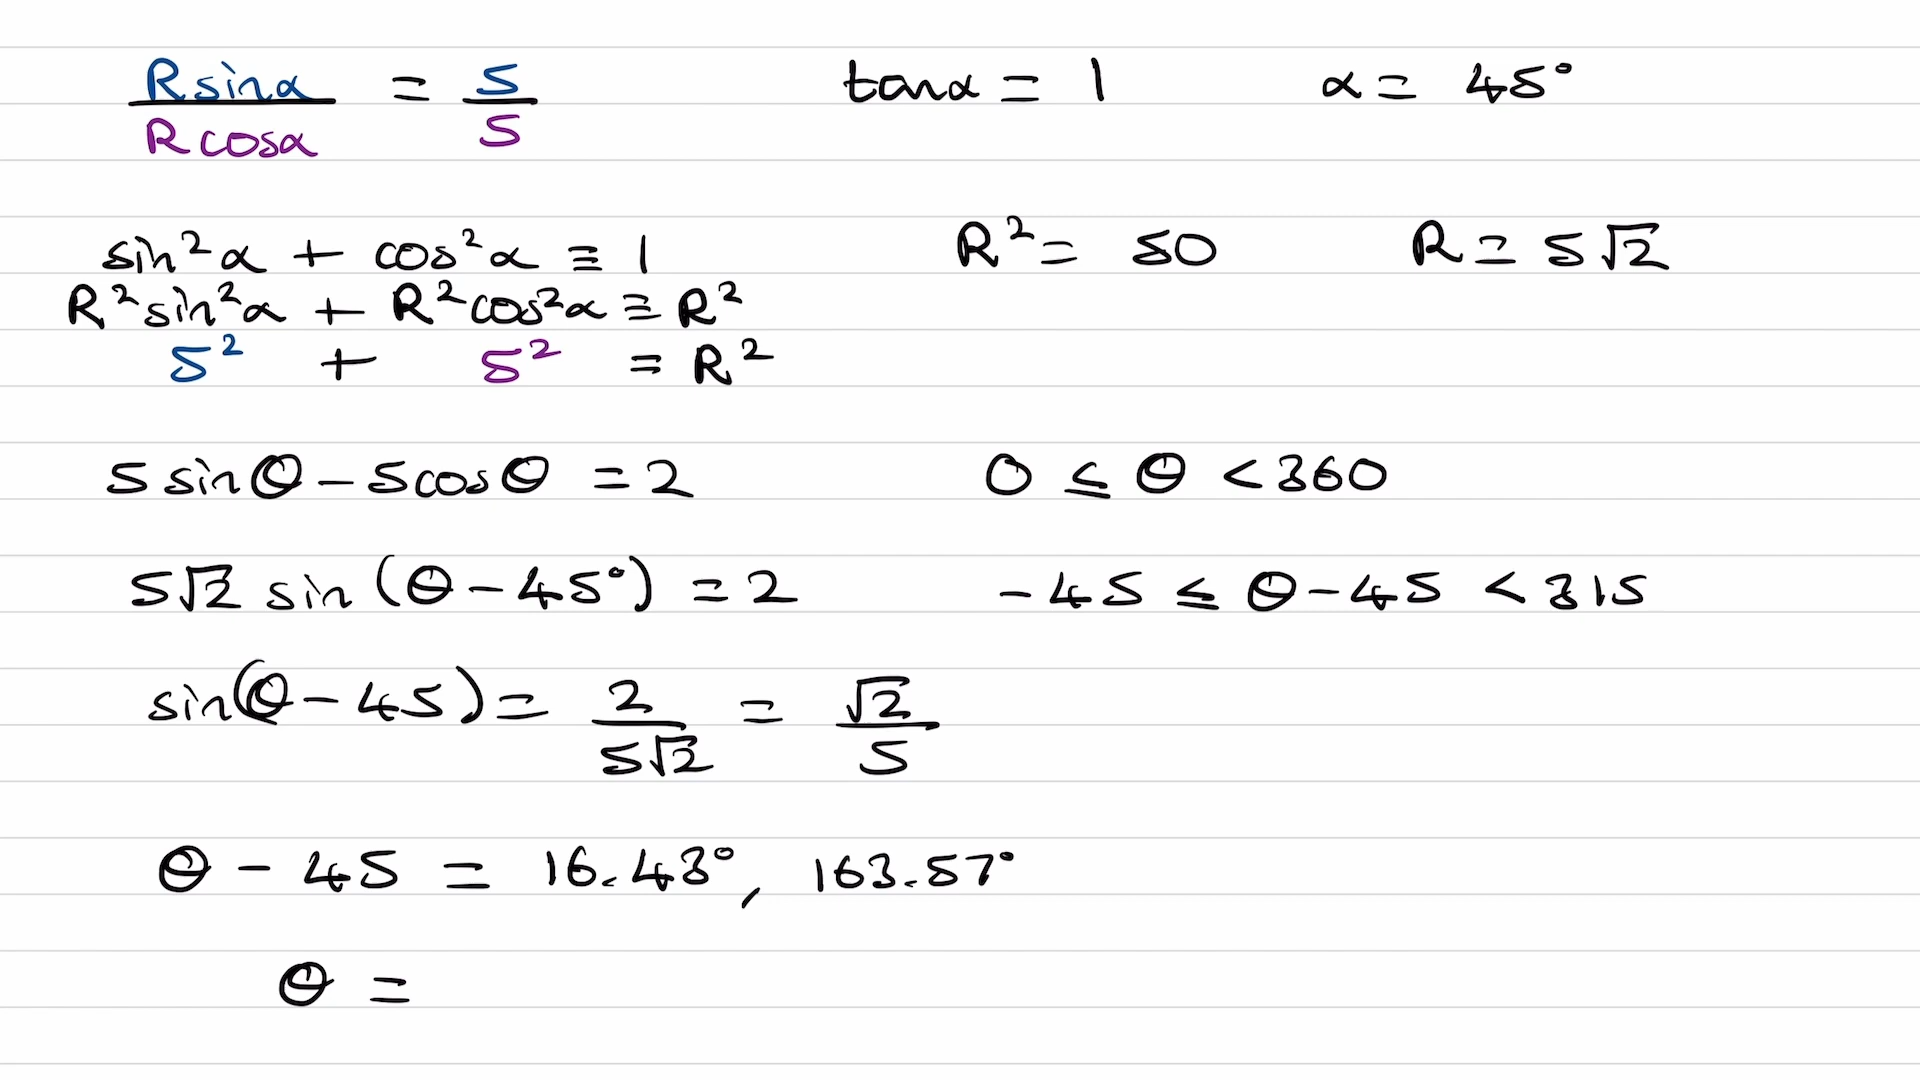 Rsinα / Rcosα = 5/5 tanα = 1 α = 45°
sin²α + cos²α ≡ 1 R² = 50 R = 5√2
R²sin²α + R²cos²α ≡ R²
5² + 5² = R²
5 sinθ – 5cosθ = 2 0 ≤ θ < 360
5√2 sin (θ – 45°) = 2 – 45 ≤ θ – 45 < 315
sin(θ – 45) = 2/5√2 = √2/5
θ – 45 = 16.43°, 163.57°
θ =